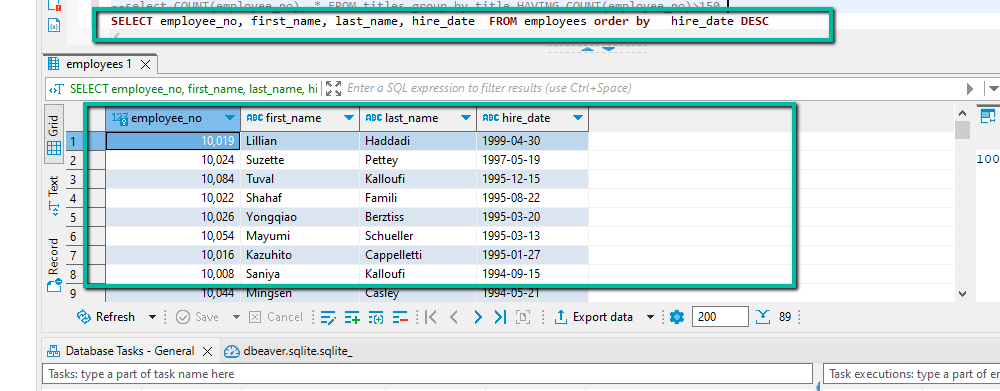 --select COUNT(employee_no), * FROM titles group by title HAVING COUNT(employee_no)>150
SELECT employee_no, first_name, last_name, hire_date FROM employees order by hire_date DESC
employees 1
SELECT employee_no, first_name, last_name, hi
Enter a SQL expression to filter results (use Ctrl+Space)
Grid
Text
Record
123 employee_no ABC first_name ABC last_name ABC hire_date
1 10,019 Lillian Haddadi 1999-04-30
2 10,024 Suzette Pettey 1997-05-19
3 10,084 Tuval Kalloufi 1995-12-15
4 10,022 Shahaf Famili 1995-08-22
5 10,026 Yongqiao Berztiss 1995-03-20
6 10,054 Mayumi Schueller 1995-03-13
7 10,016 Kazuhito Cappelletti 1995-01-27
8 10,008 Saniya Kalloufi 1994-09-15
9 10,044 Mingsen Casley 1994-05-21
100
Refresh Save Cancel Export data 200 89
Database Tasks - General dbeaver.sqlite.sqlite_
Tasks: type a part of task name here
Task executions: type a part of e